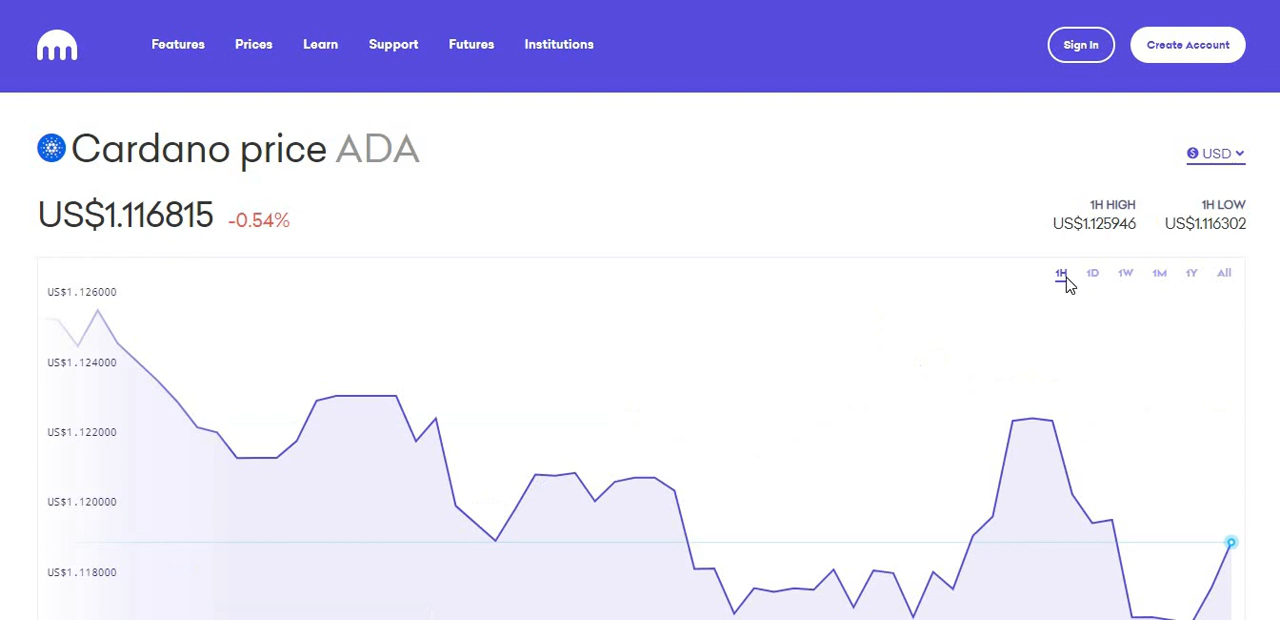 Features Prices Learn Support Futures Institutions Sign In Create Account
Cardano price ADA
USD
US$1.116815 -0.54%
1H HIGH 1H LOW
US$1.125946 US$1.116302
1H 1D 1W 1M 1Y All
US$1.126000
US$1.124000
US$1.122000
US$1.120000
US$1.118000